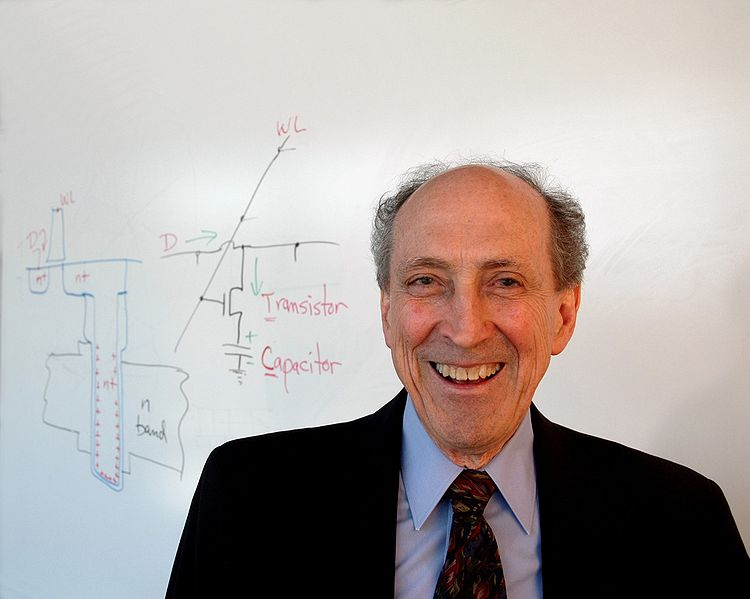 WL
WL
D
D
n+
n+
Transistor
+
Capacitor
-
n+
n
band